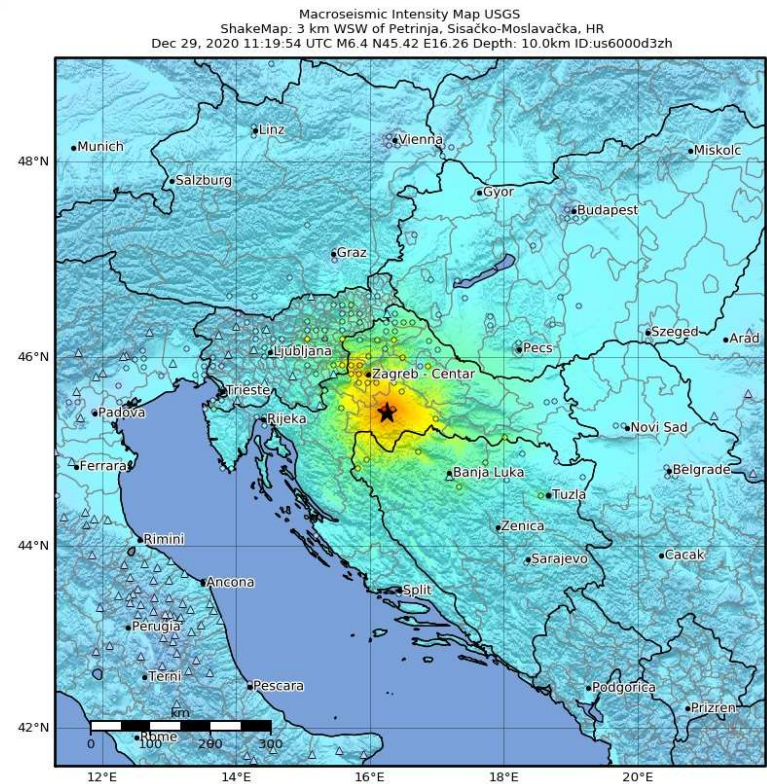 Macroseismic Intensity Map USGS
ShakeMap: 3 km WSW of Petrinja, Sisačko-Moslavačka, HR
Dec 29, 2020 11:19:54 UTC M6.4 N45.42 E16.26 Depth: 10.0km ID:us6000d3zh
Linz
Vienna
Munich
Miskolc
48°N
Salzburg
Gyor
Budapest
Graz
Szeged
Arad
Pecs
Ljubljana
46°N
Zagreb - Centar
Trieste
Padova
Rijeka
Novi Sad
Ferrara
Banja Luka
Belgrade
Tuzla
Zenica
Rimini
44°N
Sarajevo
Cacak
Ancona
Split
Perugia
Terni
Pescara
Podgorica
Prizren
km
42°N
Rome
0 100 200 300
12°E 14°E 16°E 18°E 20°E